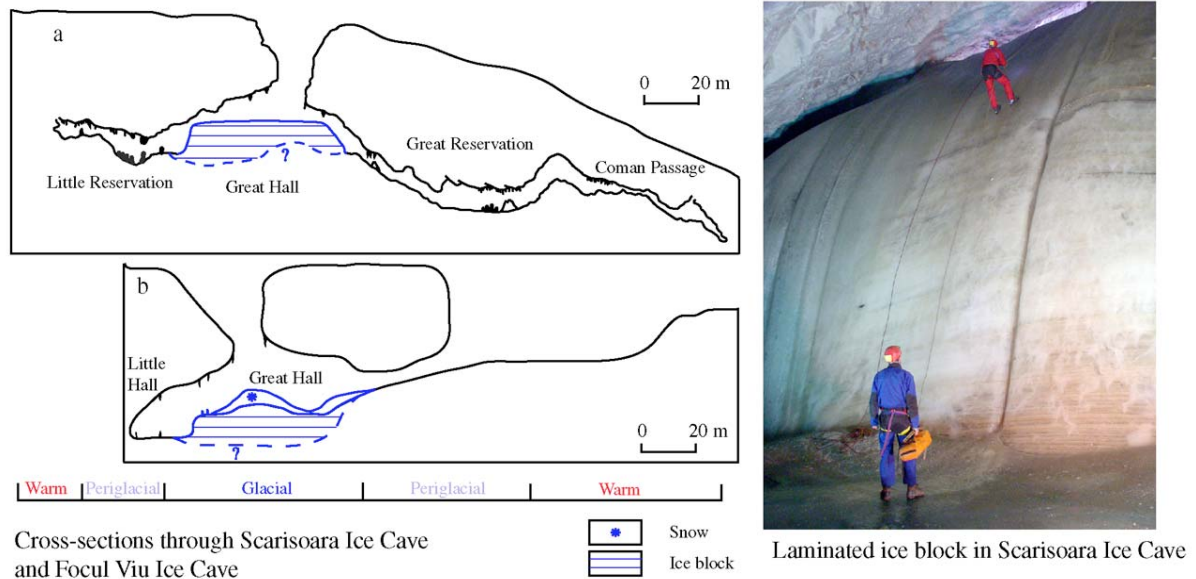 a
0 20 m
Great Reservation
Coman Passage
Little Reservation
?
Great Hall
b
Little
Hall
Great Hall
0 20 m
?
Warm Periglacial Glacial Periglacial Warm
Cross-sections through Scarisoara Ice Cave
and Focul Viu Ice Cave
Snow
Ice block
Laminated ice block in Scarisoara Ice Cave